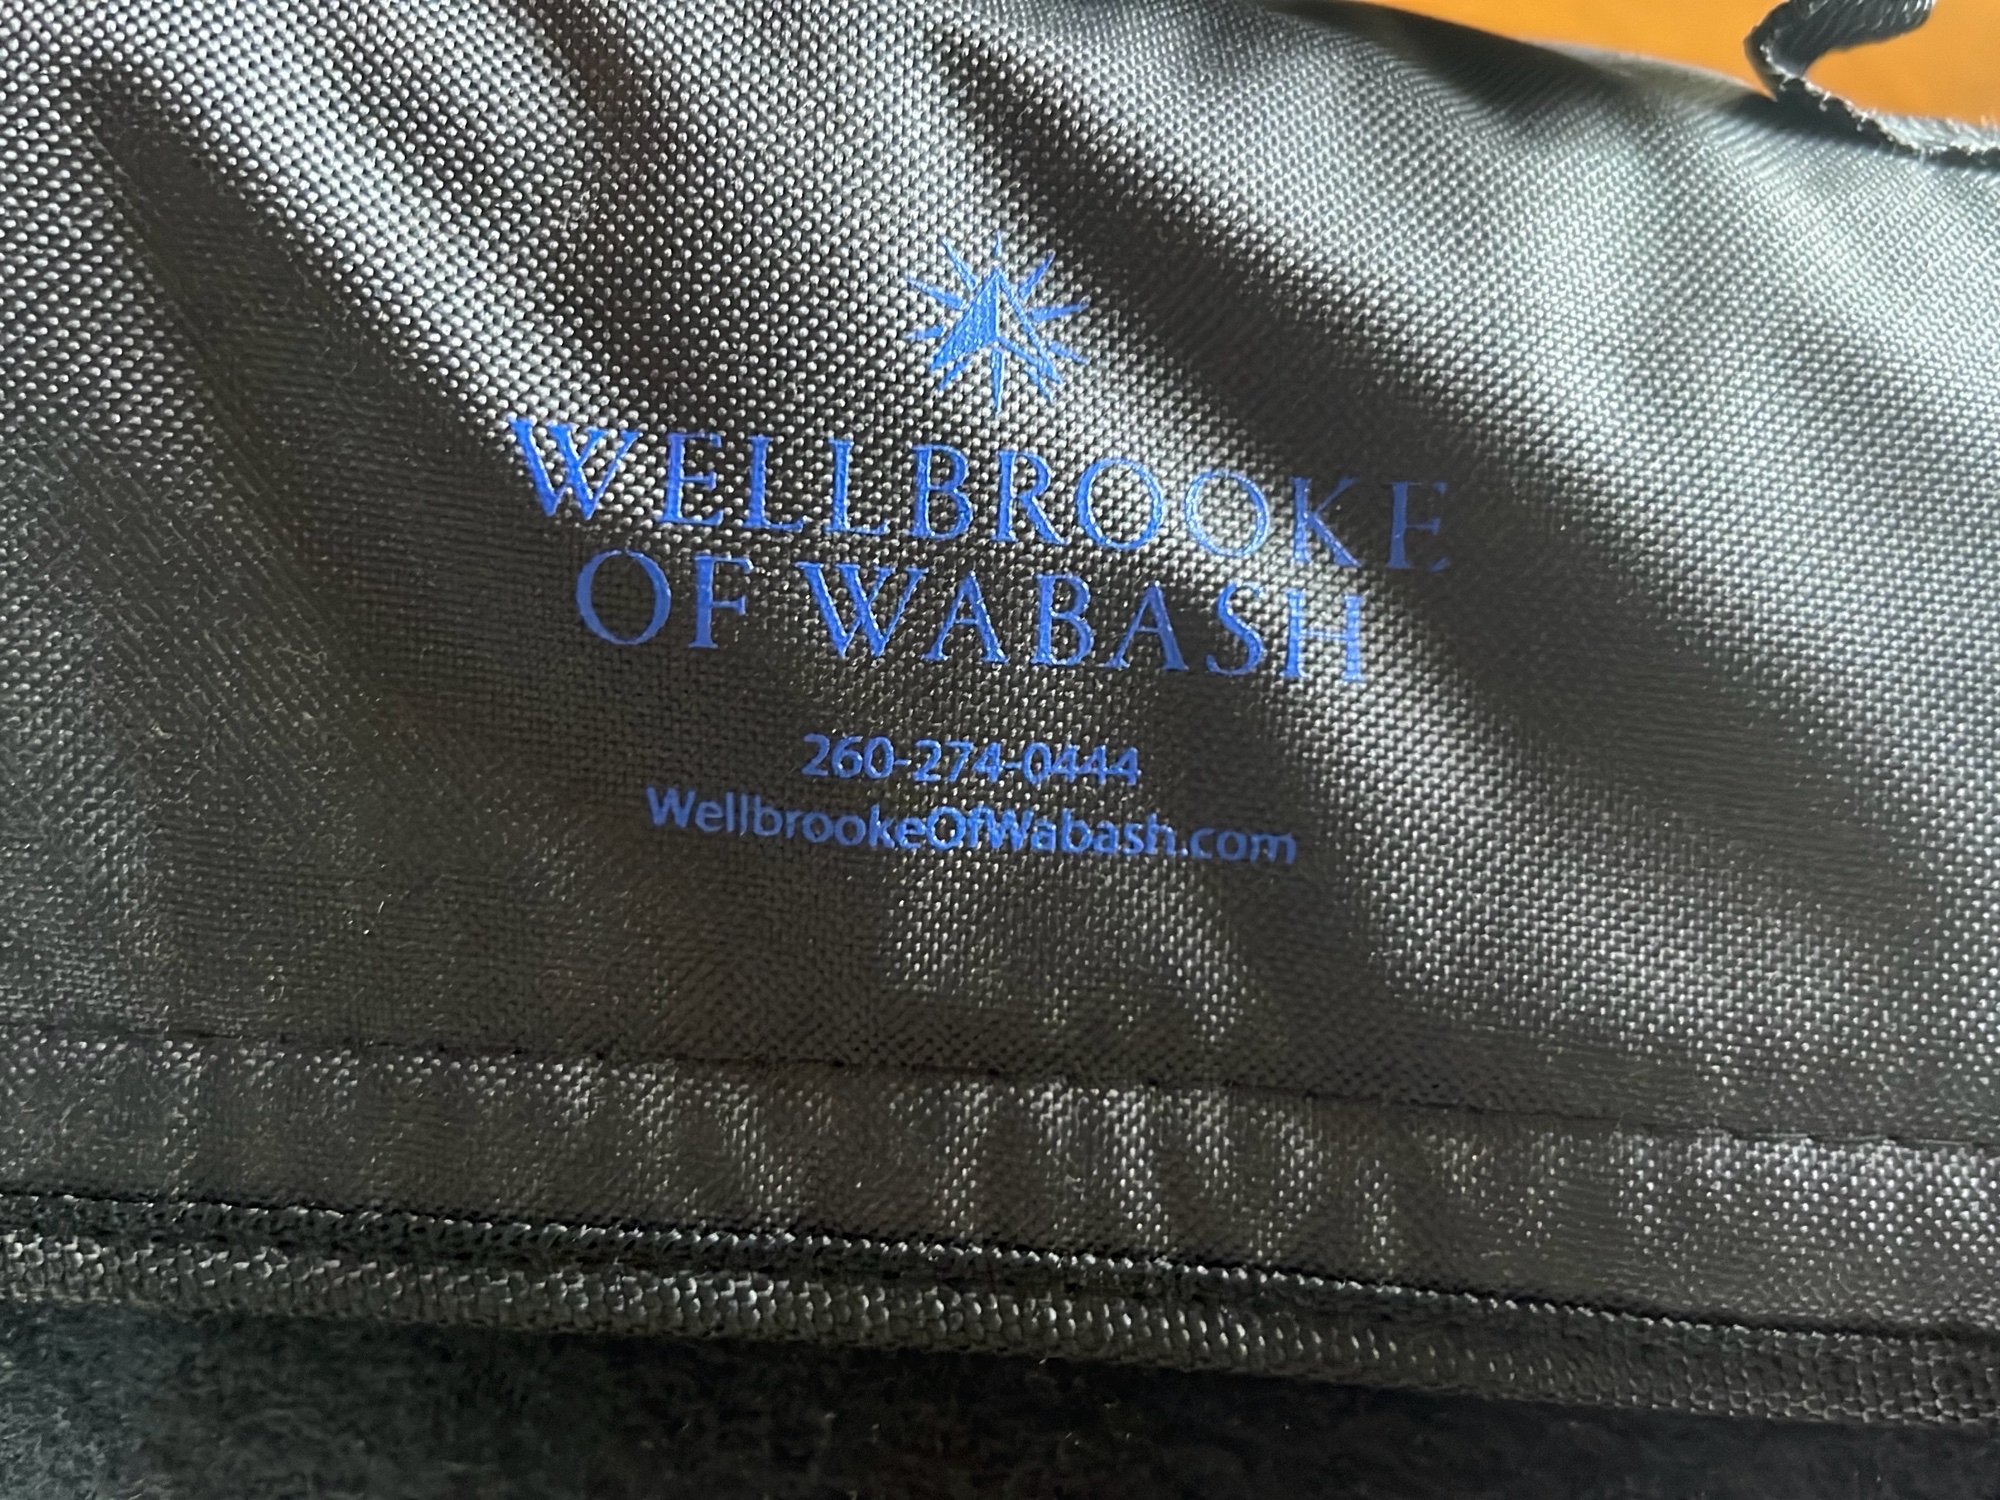 WELLBROOKE
OF WABASH
260-274-0444
WellbrookeOfWabash.com